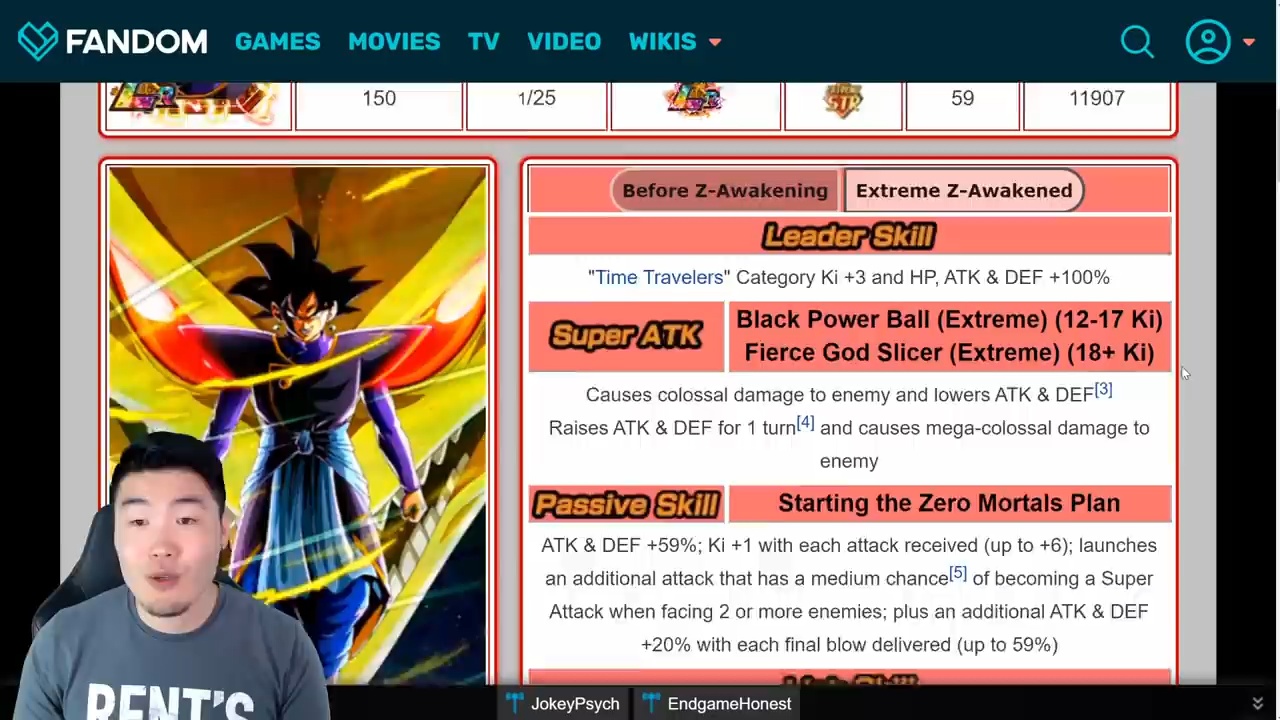 FANDOM GAMES MOVIES TV VIDEO WIKIS
150 1/25 LR STR 59 11907
Before Z-Awakening Extreme Z-Awakened
Leader Skill
"Time Travelers" Category Ki +3 and HP, ATK & DEF +100%
Super ATK
Black Power Ball (Extreme) (12-17 Ki)
Fierce God Slicer (Extreme) (18+ Ki)
Causes colossal damage to enemy and lowers ATK & DEF[3]
Raises ATK & DEF for 1 turn[4] and causes mega-colossal damage to
enemy
Passive Skill Starting the Zero Mortals Plan
ATK & DEF +59%; Ki +1 with each attack received (up to +6); launches
an additional attack that has a medium chance[5] of becoming a Super
Attack when facing 2 or more enemies; plus an additional ATK & DEF
+20% with each final blow delivered (up to 59%)
JokeyPsych EndgameHonest